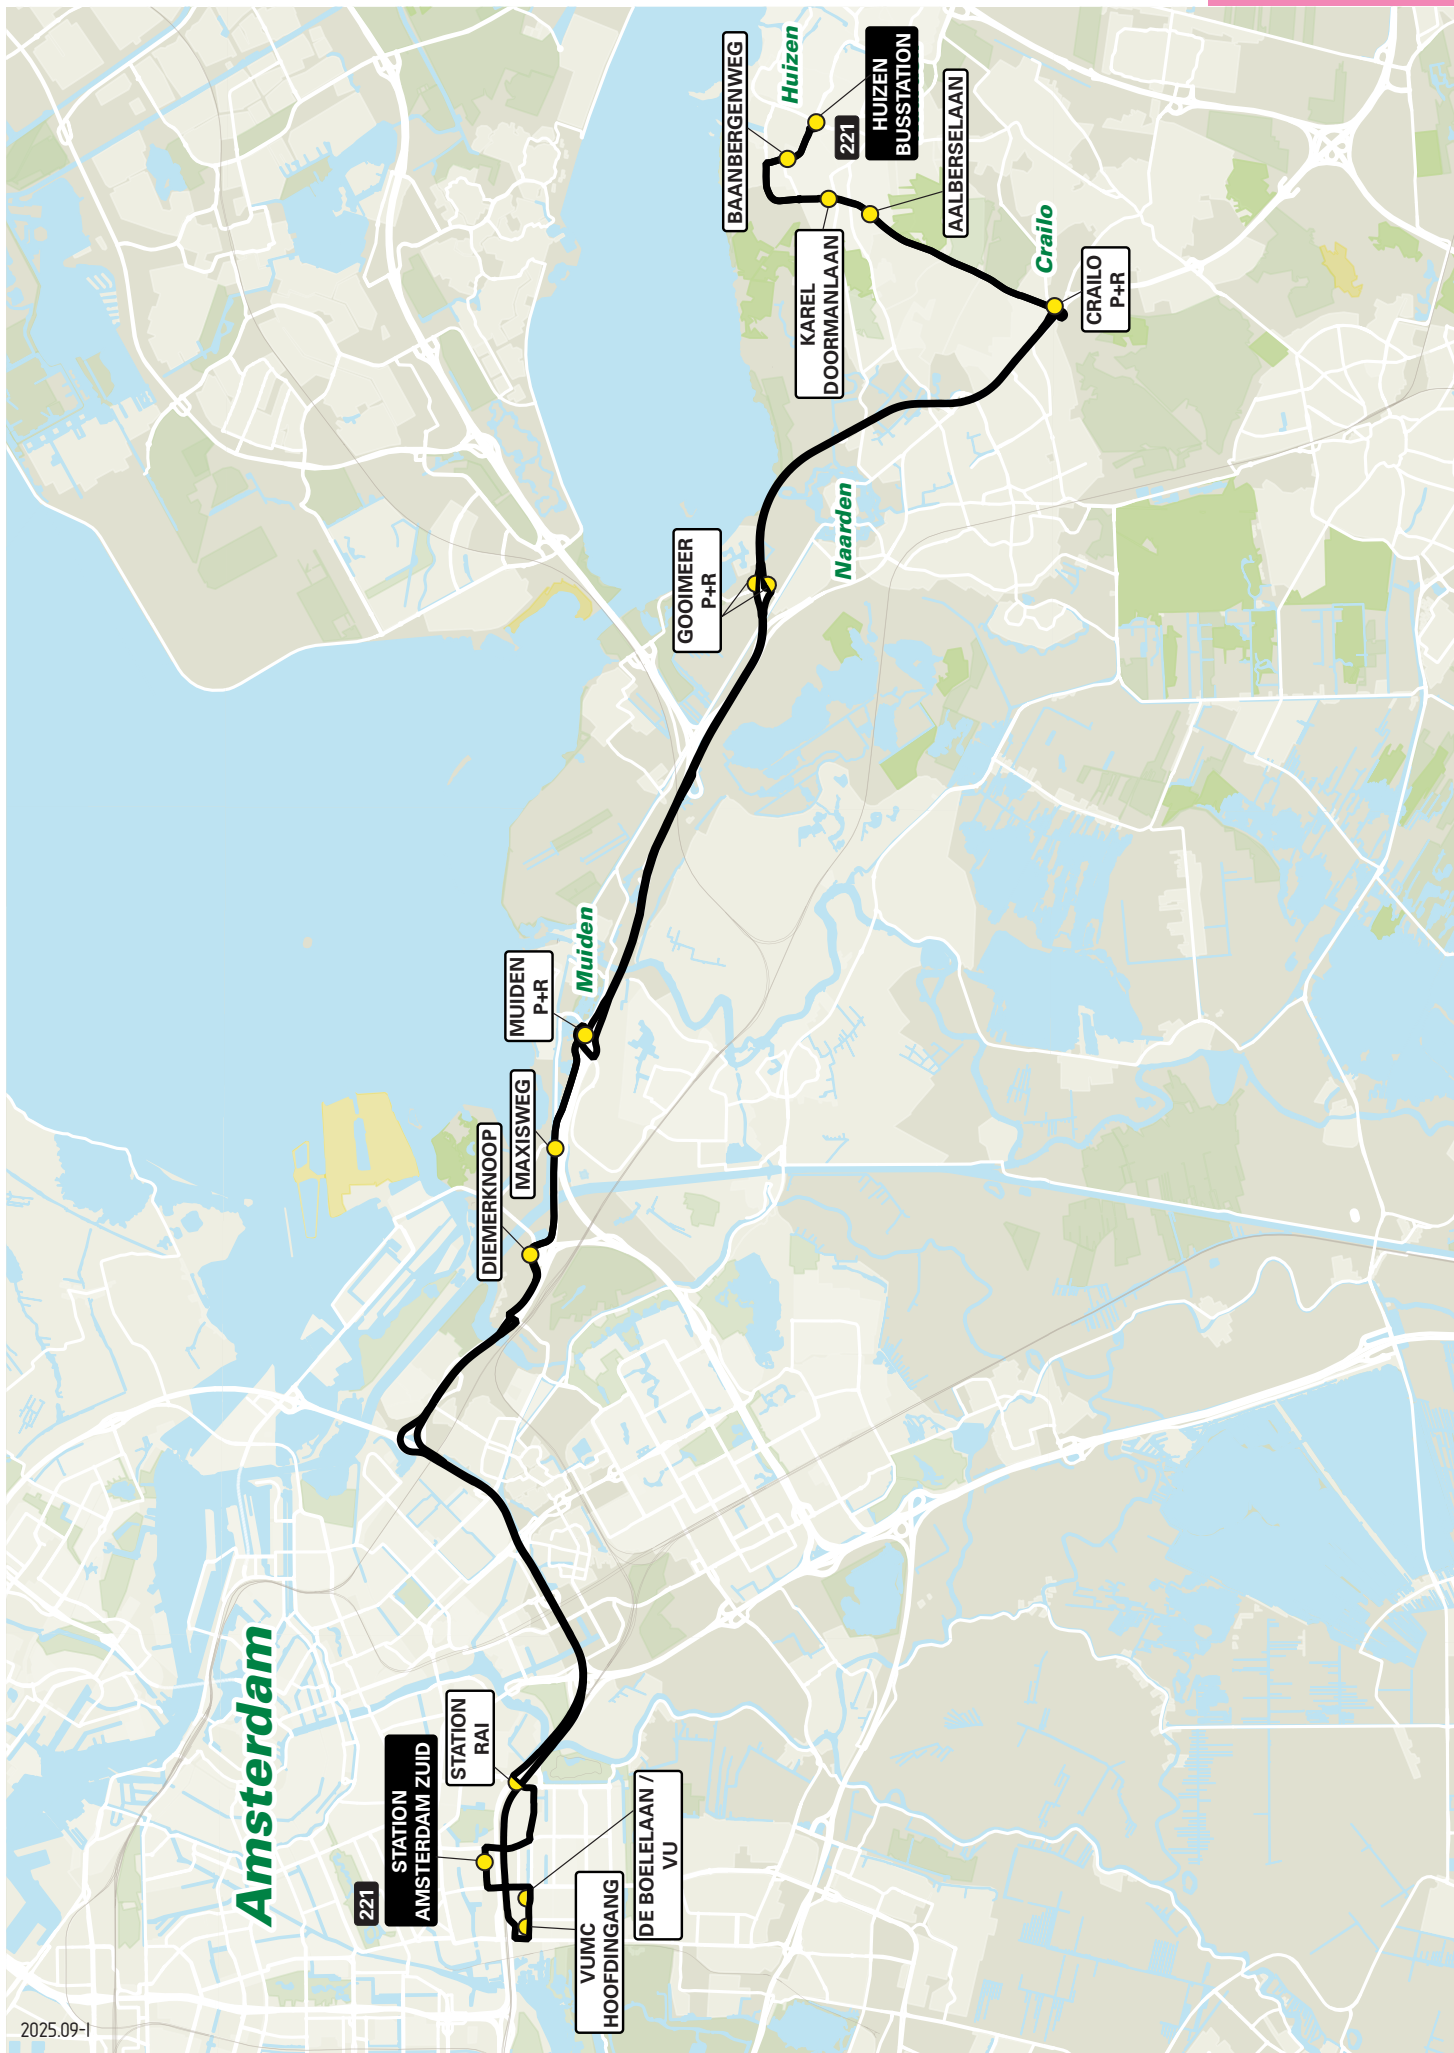 Amsterdam
221
STATION
AMSTERDAM ZUID
STATION
RAI
VUMC
HOOFDINGANG
DE BOELELAAN /
VU
DIEMERKNOOP
MAXISWEG
MUIDEN
P+R
Muiden
GOOIMEER
P+R
Naarden
CRAILO
P+R
Crailo
AALBERSELAAN
KAREL
DOORMANLAAN
BAANBERGENWEG
Huizen
221
HUIZEN
BUSSTATION
2025.09-I